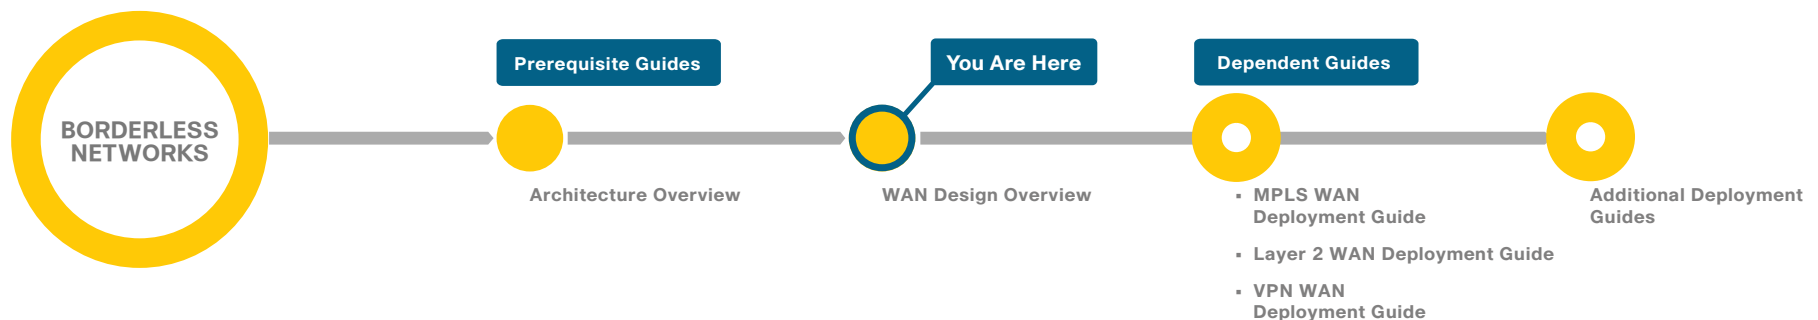 Prerequisite Guides
You Are Here
Dependent Guides
BORDERLESS
NETWORKS
Architecture Overview
WAN Design Overview
▪ MPLS WAN
Deployment Guide
▪ Layer 2 WAN Deployment Guide
▪ VPN WAN
Deployment Guide
Additional Deployment
Guides